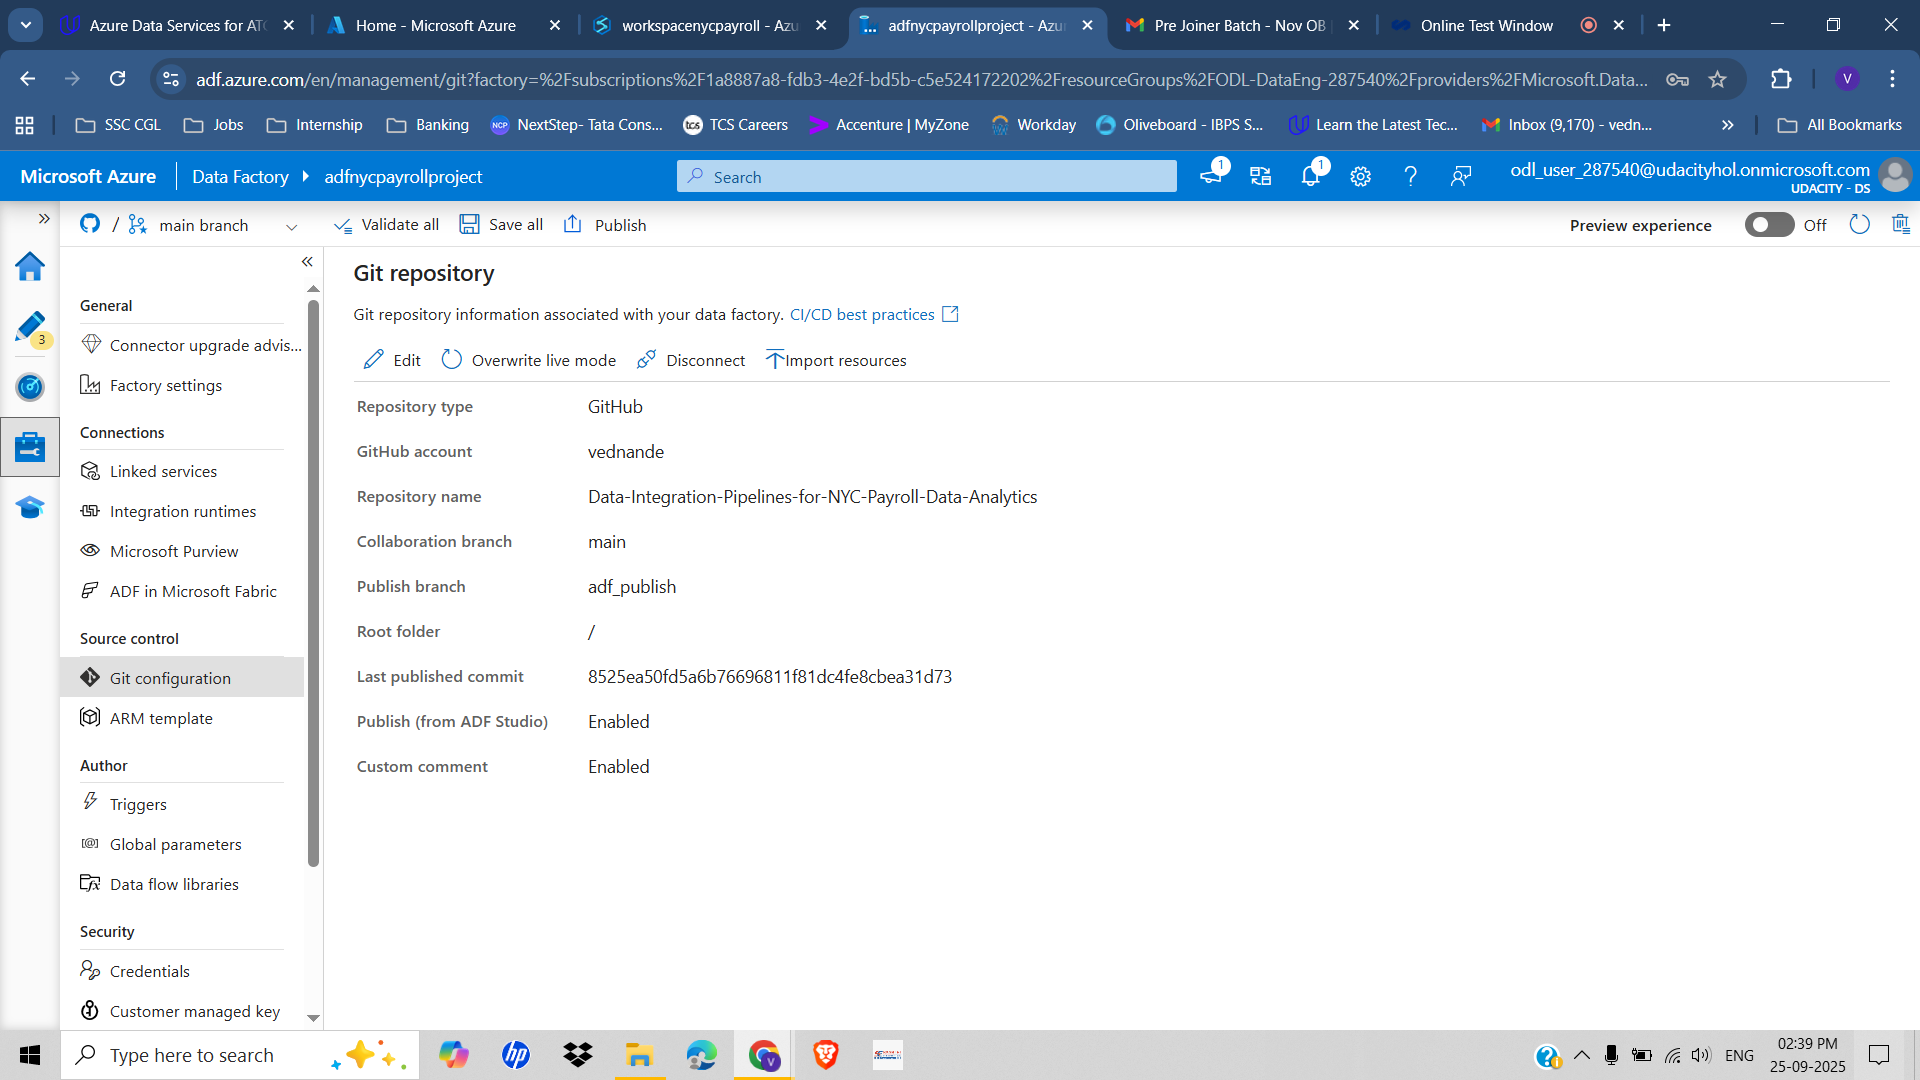 Azure Data Services for ATC
Home - Microsoft Azure
workspacenycpayroll - Azu
adfnycpayrollproject - Azu
Pre Joiner Batch - Nov OB
Online Test Window
adf.azure.com/en/management/git?factory=%2Fsubscriptions%2F1a8887a8-fdb3-4e2f-bd5b-c5e524172202%2FresourceGroups%2FODL-DataEng-287540%2Fproviders%2FMicrosoft.Data...
V
SSC CGL
Jobs
Internship
Banking
NextStep- Tata Cons...
TCS Careers
Accenture | MyZone
Workday
Oliveboard - IBPS S...
Learn the Latest Tec...
Inbox (9,170) - vedn...
All Bookmarks
Microsoft Azure
Data Factory
adfnycpayrollproject
Search
1
1
odl_user_287540@udacityhol.onmicrosoft.com
UDACITY - DS
/
main branch
Validate all
Save all
Publish
Preview experience
Off
3
General
Connector upgrade advis...
Factory settings
Connections
Linked services
Integration runtimes
Microsoft Purview
ADF in Microsoft Fabric
Source control
Git configuration
ARM template
Author
Triggers
Global parameters
Data flow libraries
Security
Credentials
Customer managed key
Git repository
Git repository information associated with your data factory. CI/CD best practices
Edit
Overwrite live mode
Disconnect
Import resources
Repository type GitHub
GitHub account vednande
Repository name Data-Integration-Pipelines-for-NYC-Payroll-Data-Analytics
Collaboration branch main
Publish branch adf_publish
Root folder /
Last published commit 8525ea50fd5a6b76696811f81dc4fe8cbea31d73
Publish (from ADF Studio) Enabled
Custom comment Enabled
Type here to search
ENG
02:39 PM
25-09-2025